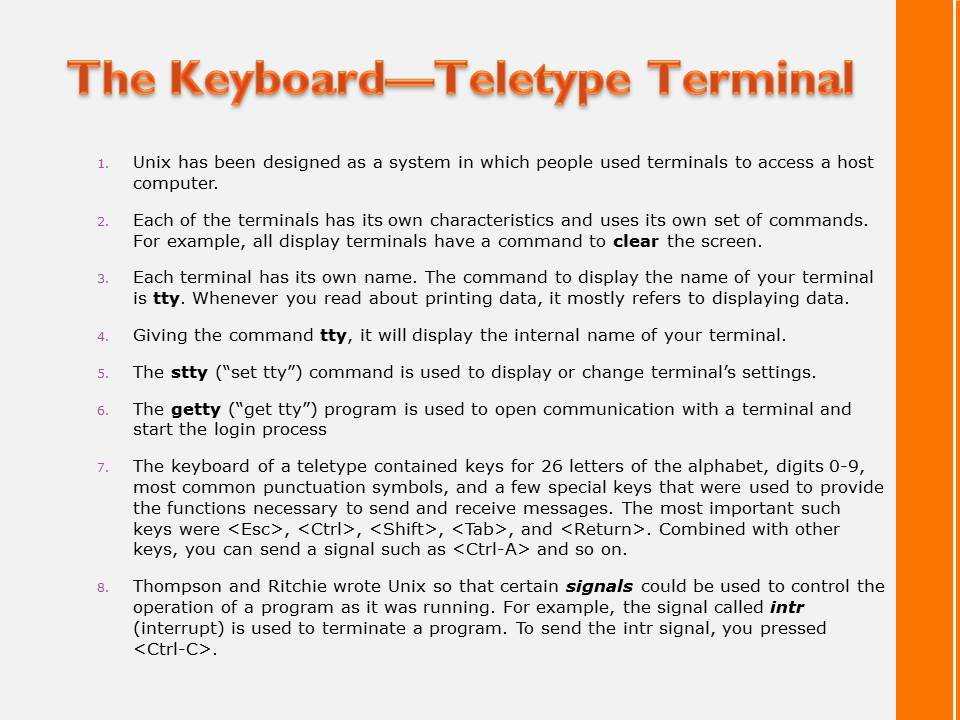 The Keyboard—Teletype Terminal
1. Unix has been designed as a system in which people used terminals to access a host
computer.
2. Each of the terminals has its own characteristics and uses its own set of commands.
For example, all display terminals have a command to clear the screen.
3. Each terminal has its own name. The command to display the name of your terminal
is tty. Whenever you read about printing data, it mostly refers to displaying data.
4. Giving the command tty, it will display the internal name of your terminal.
5. The stty (“set tty”) command is used to display or change terminal’s settings.
6. The getty (“get tty”) program is used to open communication with a terminal and
start the login process
7. The keyboard of a teletype contained keys for 26 letters of the alphabet, digits 0-9,
most common punctuation symbols, and a few special keys that were used to provide
the functions necessary to send and receive messages. The most important such
keys were <Esc>, <Ctrl>, <Shift>, <Tab>, and <Return>. Combined with other
keys, you can send a signal such as <Ctrl-A> and so on.
8. Thompson and Ritchie wrote Unix so that certain signals could be used to control the
operation of a program as it was running. For example, the signal called intr
(interrupt) is used to terminate a program. To send the intr signal, you pressed
<Ctrl-C>.